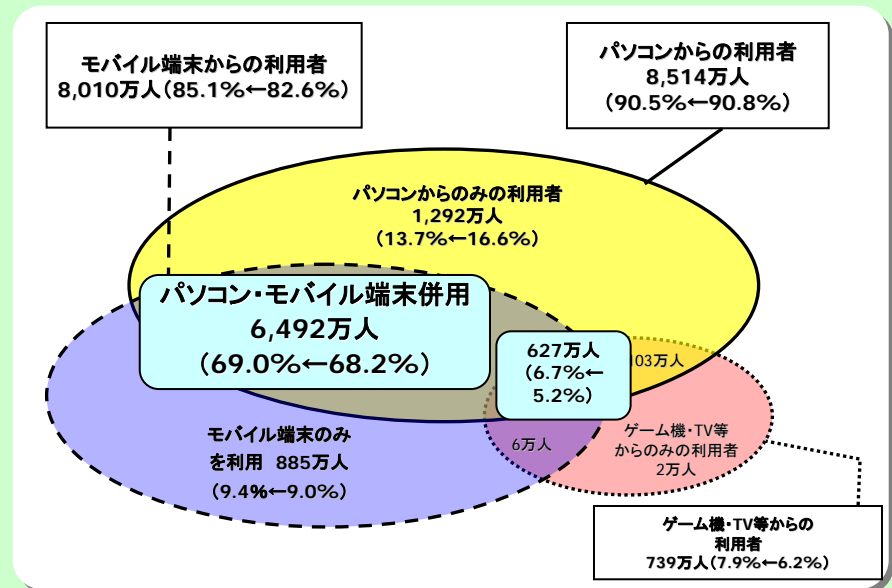 モバイル端末からの利用者
8,010万人(85.1%←82.6%)
パソコンからの利用者
8,514万人
(90.5%←90.8%)
パソコンからのみの利用者
1,292万人
(13.7%←16.6%)
パソコン・モバイル端末併用
6,492万人
(69.0%←68.2%)
627万人
(6.7%←
5.2%)
103万人
モバイル端末のみ
を利用 885万人
(9.4%←9.0%)
6万人
ゲーム機・TV等
からのみの利用者
2万人
ゲーム機・TV等からの
利用者
739万人(7.9%←6.2%)